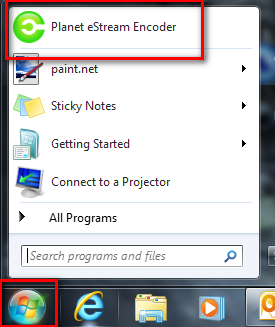 Planet eStream Encoder
paint.net
Sticky Notes
Getting Started
Connect to a Projector
All Programs
Search programs and files